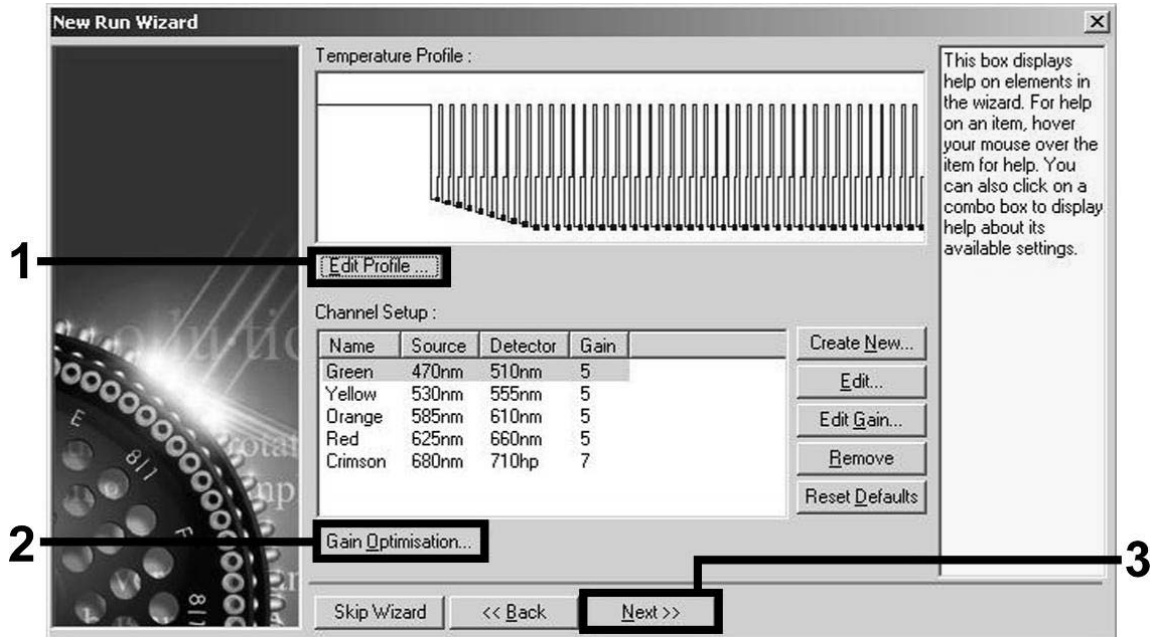 New Run Wizard
Temperature Profile :
This box displays
help on elements in
the wizard. For help
on an item, hover
your mouse over the
item for help. You
can also click on a
combo box to display
help about its
available settings.
1
Edit Profile ...
Channel Setup :
Name Source Detector Gain
Green 470nm 510nm 5
Yellow 530nm 555nm 5
Orange 585nm 610nm 5
Red 625nm 660nm 5
Crimson 680nm 710hp 7
Create New...
Edit...
Edit Gain...
Remove
Reset Defaults
2
Gain Optimisation...
3
Skip Wizard
<< Back
Next >>
E
8|1
F
8|1